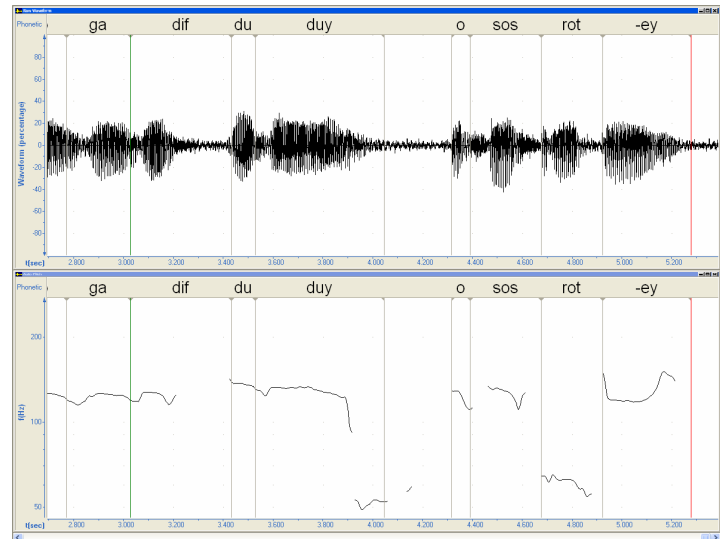 Raw Waveform
Phonetic ga dif du duy o sos rot -ey
Waveform (percentage)
80
60
40
20
0
-20
-40
-60
-80
t[sec] 2.800 3.000 3.200 3.400 3.600 3.800 4.000 4.200 4.400 4.600 4.800 5.000 5.200
Phonetic ga dif du duy o sos rot -ey
f(Hz)
200
100
50
t[sec] 2.800 3.000 3.200 3.400 3.600 3.800 4.000 4.200 4.400 4.600 4.800 5.000 5.200